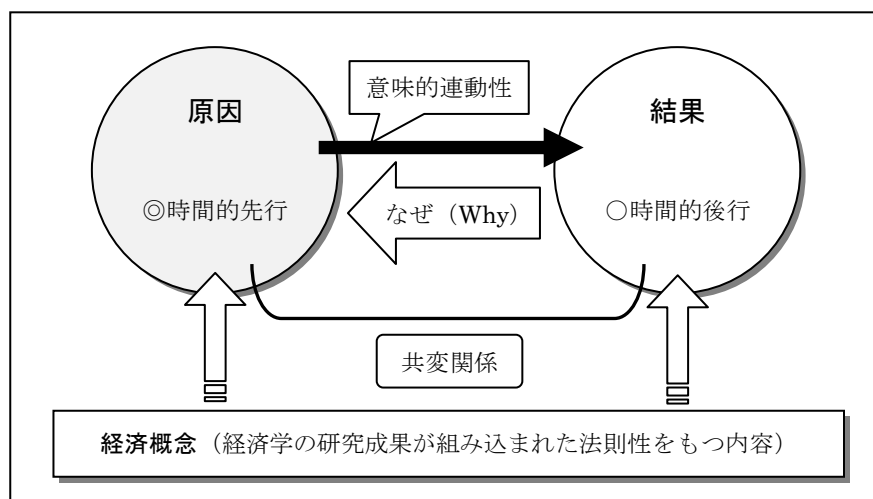 意味的連動性
原因
結果
◎時間的先行
なぜ（Why）
○時間的後行
共変関係
経済概念（経済学の研究成果が組み込まれた法則性をもつ内容）